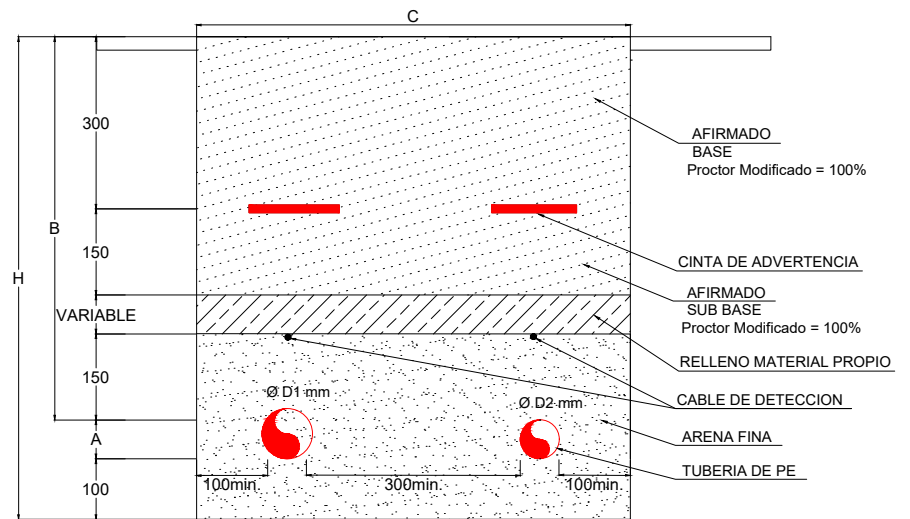 C
300
AFIRMADO
BASE
Proctor Modificado = 100%
B
H
150
CINTA DE ADVERTENCIA
AFIRMADO
SUB BASE
Proctor Modificado = 100%
VARIABLE
RELLENO MATERIAL PROPIO
150
CABLE DE DETECCION
Ø D1 mm
Ø D2 mm
ARENA FINA
A
TUBERIA DE PE
100
100min.
300min.
100min.